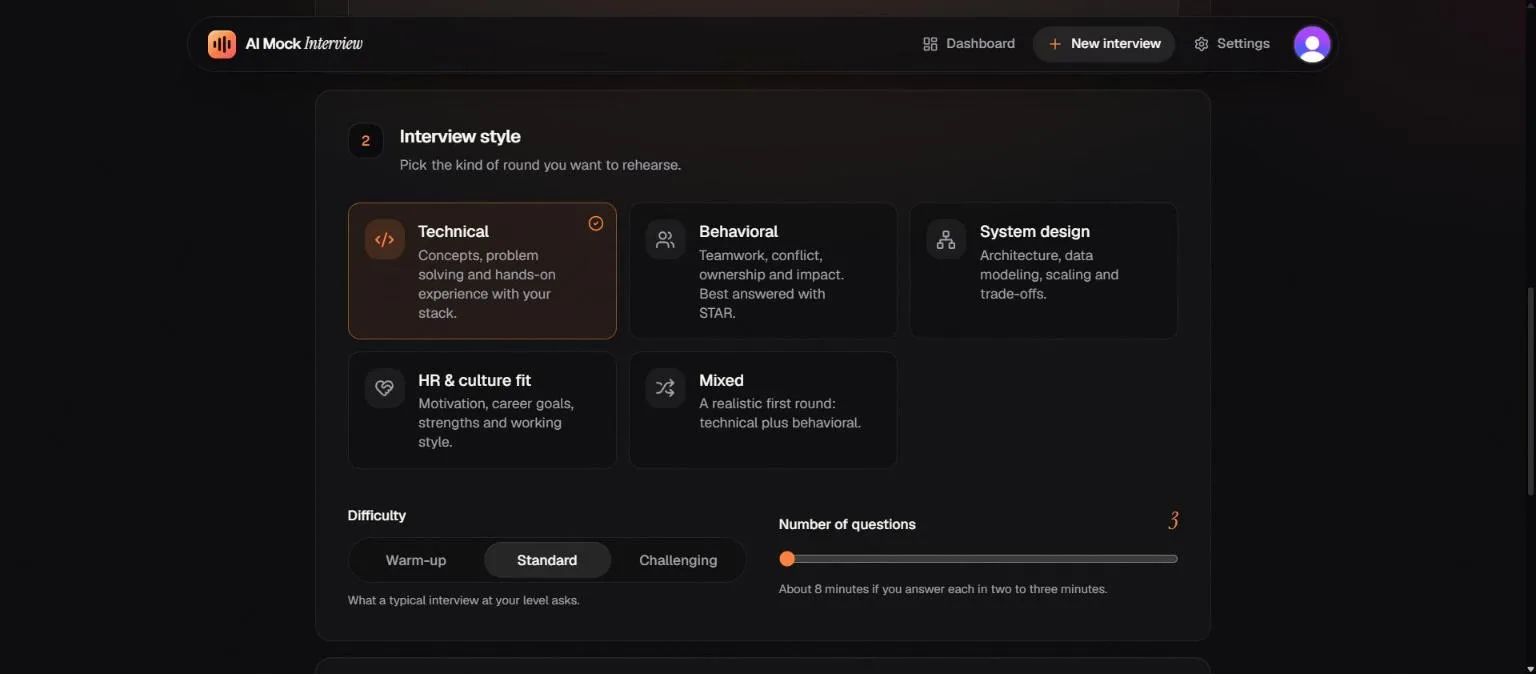 AI Mock Interview
Dashboard
New interview
Settings
2
Interview style
Pick the kind of round you want to rehearse.
Technical
Concepts, problem
solving and hands-on
experience with your
stack.
Behavioral
Teamwork, conflict,
ownership and impact.
Best answered with
STAR.
System design
Architecture, data
modeling, scaling and
trade-offs.
HR & culture fit
Motivation, career goals,
strengths and working
style.
Mixed
A realistic first round:
technical plus behavioral.
Difficulty
Warm-up
Standard
Challenging
What a typical interview at your level asks.
Number of questions
3
About 8 minutes if you answer each in two to three minutes.